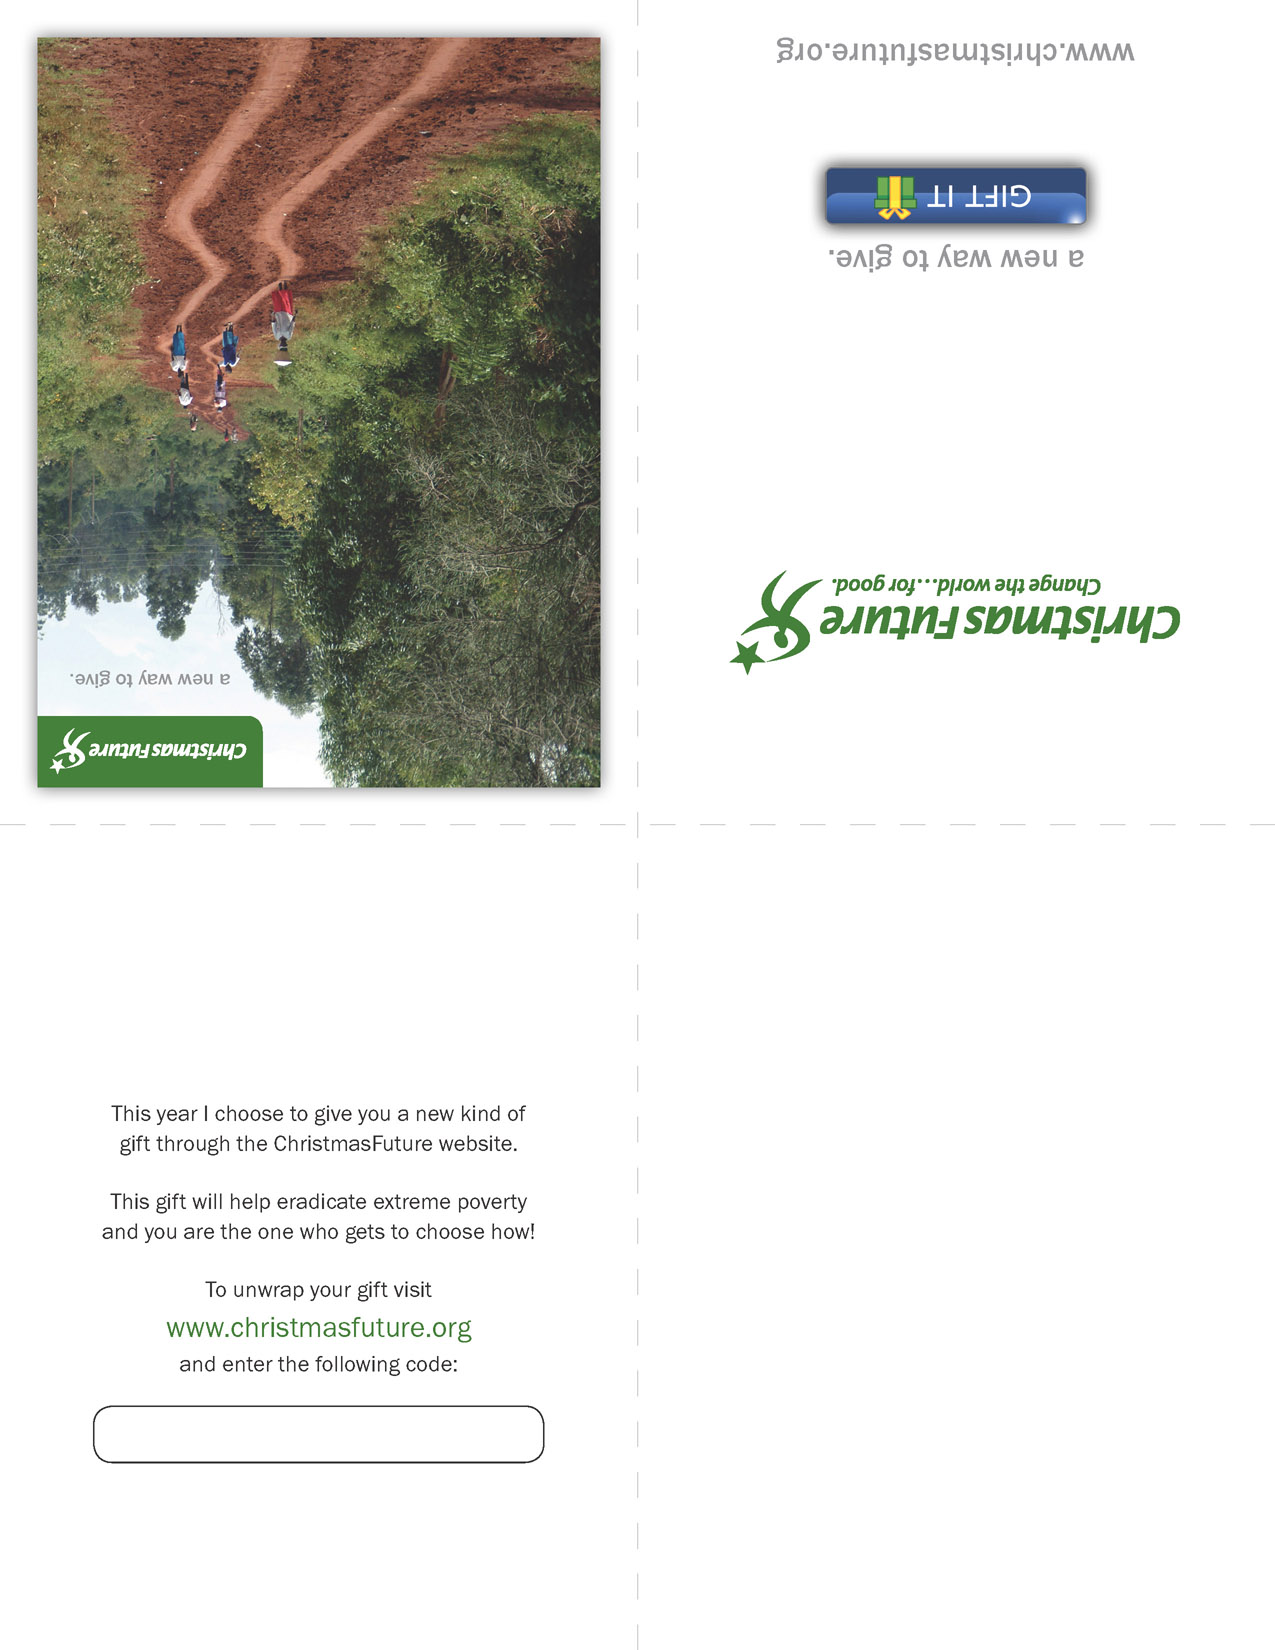 www.christmasfuture.org
GIFT IT
a new way to give.
Change the world...for good.
ChristmasFuture
a new way to give.
ChristmasFuture
This year I choose to give you a new kind of
gift through the ChristmasFuture website.
This gift will help eradicate extreme poverty
and you are the one who gets to choose how!
To unwrap your gift visit
www.christmasfuture.org
and enter the following code: